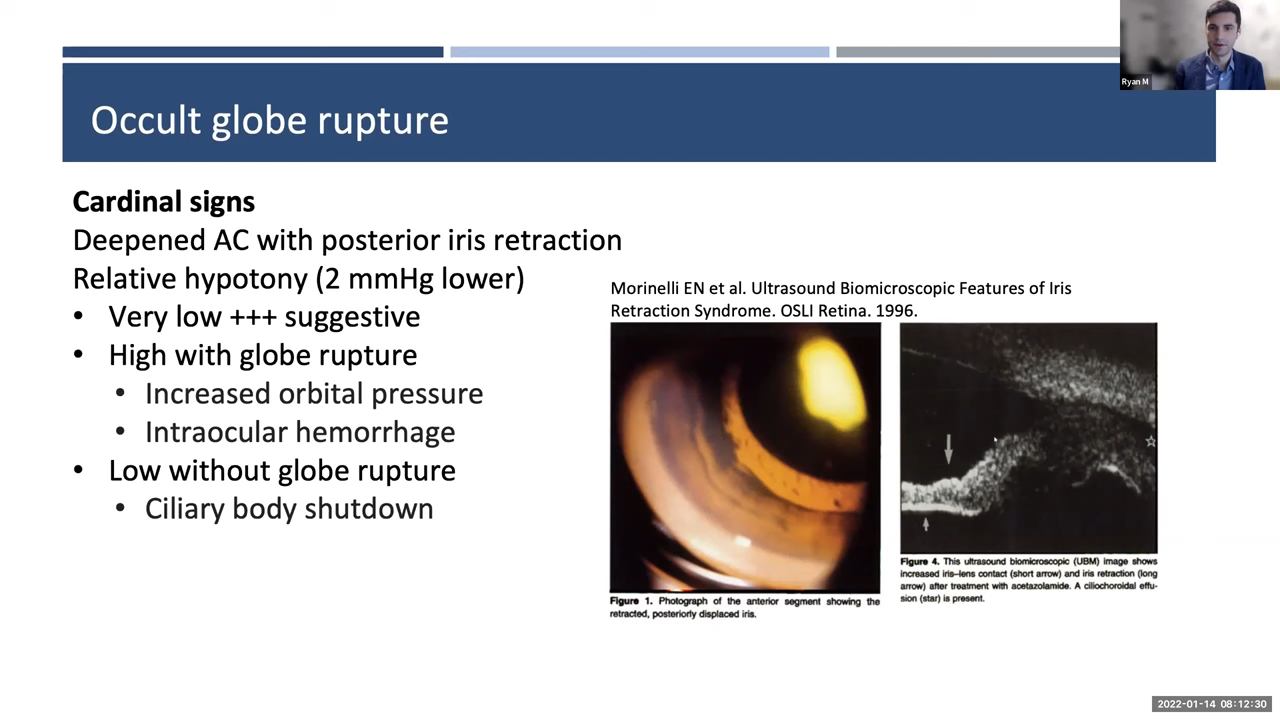 Ryan M
Occult globe rupture
Cardinal signs
Deepened AC with posterior iris retraction
Relative hypotony (2 mmHg lower)
• Very low +++ suggestive
• High with globe rupture
• Increased orbital pressure
• Intraocular hemorrhage
• Low without globe rupture
• Ciliary body shutdown
Morinelli EN et al. Ultrasound Biomicroscopic Features of Iris
Retraction Syndrome. OSLI Retina. 1996.
Figure 1. Photograph of the anterior segment showing the
retracted, posteriorly displaced iris.
Figure 4. This ultrasound biomicroscopic (UBM) image shows
increased iris–lens contact (short arrow) and iris retraction (long
arrow) after treatment with acetazolamide. A ciliochoroidal effu-
sion (star) is present.
2022-01-14 08:12:30